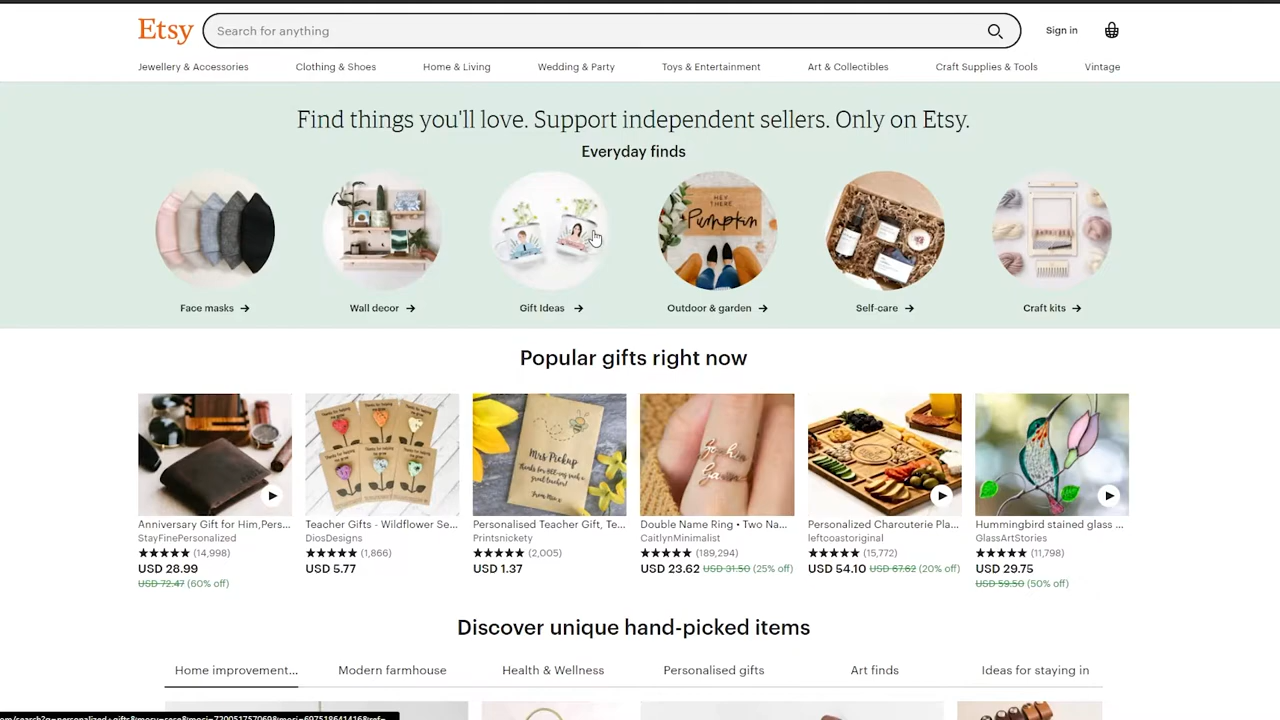 Etsy
Search for anything
Sign in
Jewellery & Accessories
Clothing & Shoes
Home & Living
Wedding & Party
Toys & Entertainment
Art & Collectibles
Craft Supplies & Tools
Vintage
Find things you'll love. Support independent sellers. Only on Etsy.
Everyday finds
HEY THERE
Pumpkin
Face masks →
Wall decor →
Gift Ideas →
Outdoor & garden →
Self-care →
Craft kits →
Popular gifts right now
Mrs Pickup
Anniversary Gift for Him,Pers...
StayFinePersonalized
★★★★★ (14,998)
USD 28.99
USD 72.47 (60% off)
Teacher Gifts - Wildflower Se...
DiosDesigns
★★★★★ (1,866)
USD 5.77
Personalised Teacher Gift, Te...
Printsnickety
★★★★★ (2,005)
USD 1.37
Double Name Ring • Two Na...
CaitlynMinimalist
★★★★★ (189,294)
USD 23.62 USD 31.50 (25% off)
Personalized Charcuterie Pla...
leftcoastoriginal
★★★★★ (15,772)
USD 54.10 USD 67.62 (20% off)
Hummingbird stained glass ...
GlassArtStories
★★★★★ (11,798)
USD 29.75
USD 59.50 (50% off)
Discover unique hand-picked items
Home improvement...
Modern farmhouse
Health & Wellness
Personalised gifts
Art finds
Ideas for staying in